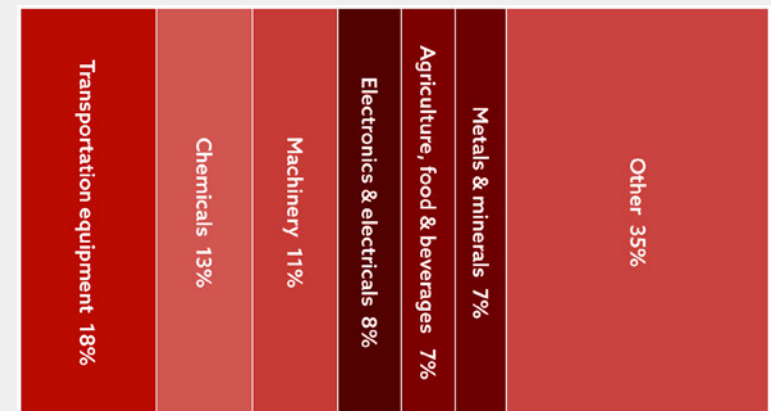 Transportation equipment 18%
Chemicals 13%
Machinery 11%
Electronics & electricals 8%
Agriculture, food & beverages 7%
Metals & minerals 7%
Other 35%